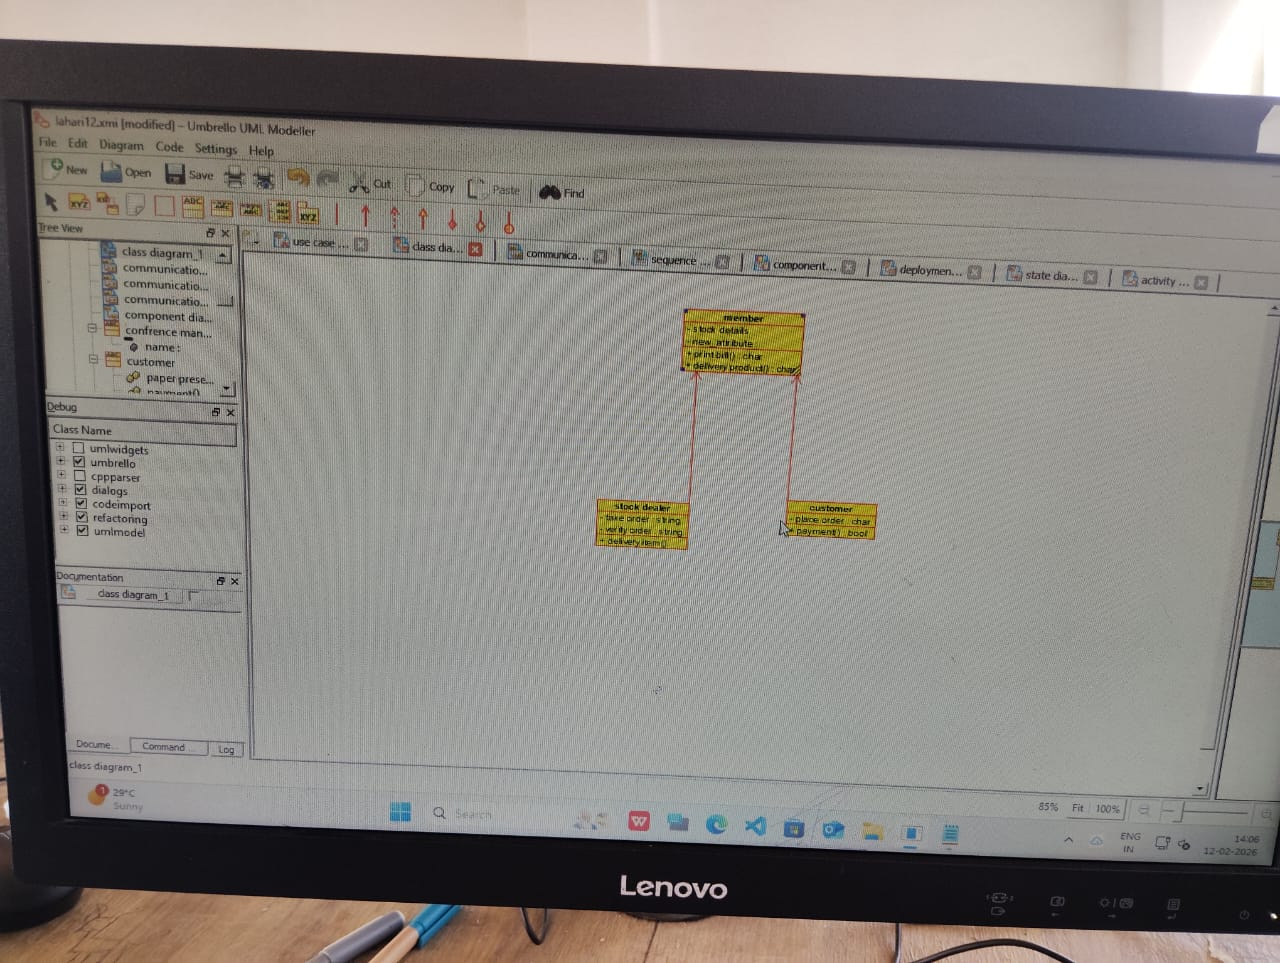 lahari12.xmi [modified] – Umbrello UML Modeller
File Edit Diagram Code Settings Help
New Open Save Cut Copy Paste Find
Tree View
use case ... class dia... communica... sequence ... component... deploymen... state dia... activity ...
class diagram_1
communicatio...
communicatio...
communicatio...
component dia...
confrence man...
name :
customer
paper prese...
payment()
member
- stock details
- new_atribute
+ print bill() : char
+ delivery product() : char
stock dealer
- take order : string
- verify order : string
+ delivery item()
customer
- place order : char
+ payment() : bool
Debug
Class Name
umlwidgets
umbrello
cppparser
dialogs
codeimport
refactoring
umlmodel
Documentation
class diagram_1
Docume... Command ... Log
class diagram_1
85% Fit 100%
1 29°C
Sunny
Search
ENG
IN
14:06
12-02-2026
Lenovo